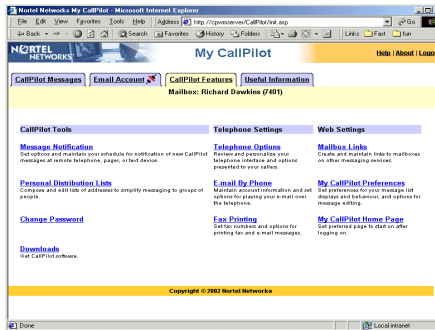 Nortel Networks My CallPilot - Microsoft Internet Explorer
File Edit View Favorites Tools Help Address http://cpwmserver/CallPilot/init.asp Go
Back Search Favorites History Folders Links Fast fun
NORTEL NETWORKS My CallPilot Help | About | Logo
CallPilot Messages Email Account CallPilot Features Useful Information
Mailbox: Richard Dawkins (7401)
CallPilot Tools Telephone Settings Web Settings
Message Notification Telephone Options Mailbox Links
Set options and maintain your schedule for notification of new CallPilot Review and personalize your Create and maintain links to mailboxes
messages at remote telephone, pager, or text device. telephone interface and options on other messaging services.
presented to your callers.
Personal Distribution Lists E-mail By Phone My CallPilot Preferences
Compose and edit lists of addresses to simplify messaging to groups of Maintain account information and set Set preferences for your message list
people. options for playing your e-mail over displays and behaviour, and options for
the telephone. message editing.
Change Password Fax Printing My CallPilot Home Page
Set fax numbers and options for Set preferred page to start on after
printing fax and e-mail messages. logging on.
Downloads
Get CallPilot software.
Copyright © 2002 Nortel Networks
Done Local intranet